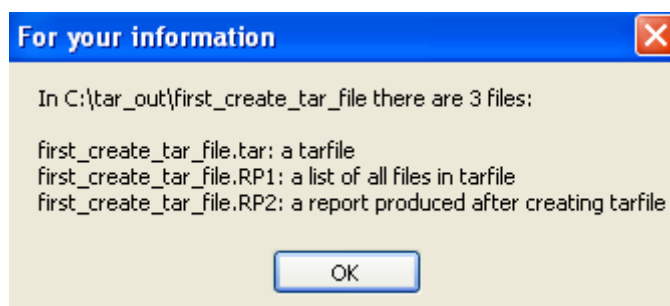 For your information
In C:\tar_out\first_create_tar_file there are 3 files:
first_create_tar_file.tar: a tarfile
first_create_tar_file.RP1: a list of all files in tarfile
first_create_tar_file.RP2: a report produced after creating tarfile
OK